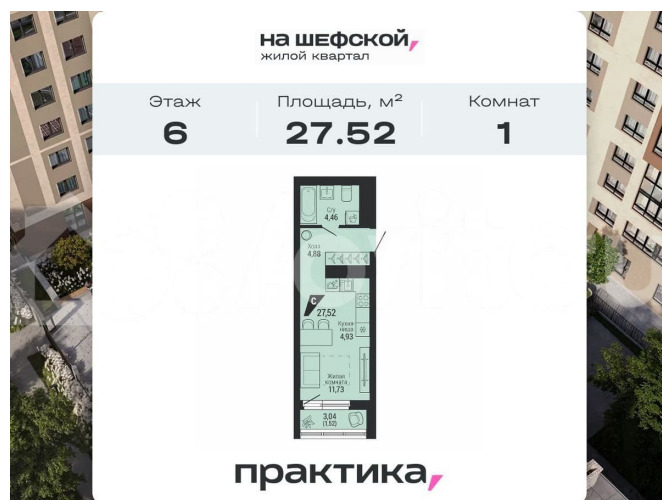 НА ШЕФСКОЙ,
ЖИЛОЙ КВАРТАЛ
Этаж Площадь, м² Комнат
6 27.52 1
С/у
4,46
Холл
4,88
С
27,52
Кухня
ниша
4,93
Жилая
комната
11,73
3,04
(1,52)
практика,